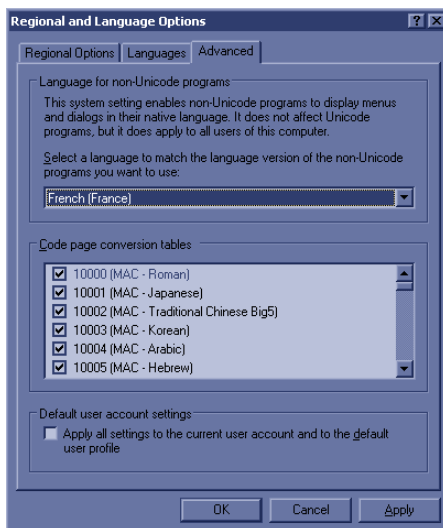 Regional and Language Options
Regional Options Languages Advanced
Language for non-Unicode programs
This system setting enables non-Unicode programs to display menus
and dialogs in their native language. It does not affect Unicode
programs, but it does apply to all users of this computer.
Select a language to match the language version of the non-Unicode
programs you want to use:
French (France)
Code page conversion tables
10000 (MAC - Roman)
10001 (MAC - Japanese)
10002 (MAC - Traditional Chinese Big5)
10003 (MAC - Korean)
10004 (MAC - Arabic)
10005 (MAC - Hebrew)
Default user account settings
Apply all settings to the current user account and to the default
user profile
OK Cancel Apply